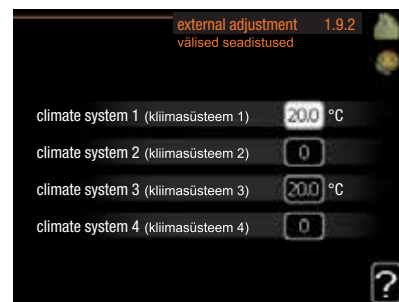 external adjustment 1.9.2
välised seadistused
climate system 1 (kliimasüsteem 1) 20.0 °C
climate system 2 (kliimasüsteem 2) 0
climate system 3 (kliimasüsteem 3) 20.0 °C
climate system 4 (kliimasüsteem 4) 0
?